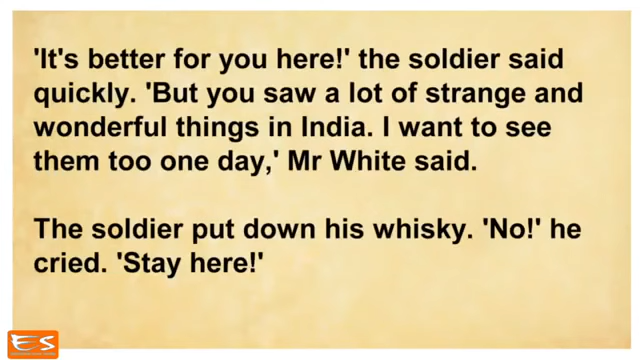 'It's better for you here!' the soldier said
quickly. 'But you saw a lot of strange and
wonderful things in India. I want to see
them too one day,' Mr White said.
The soldier put down his whisky. 'No!' he
cried. 'Stay here!'
ES